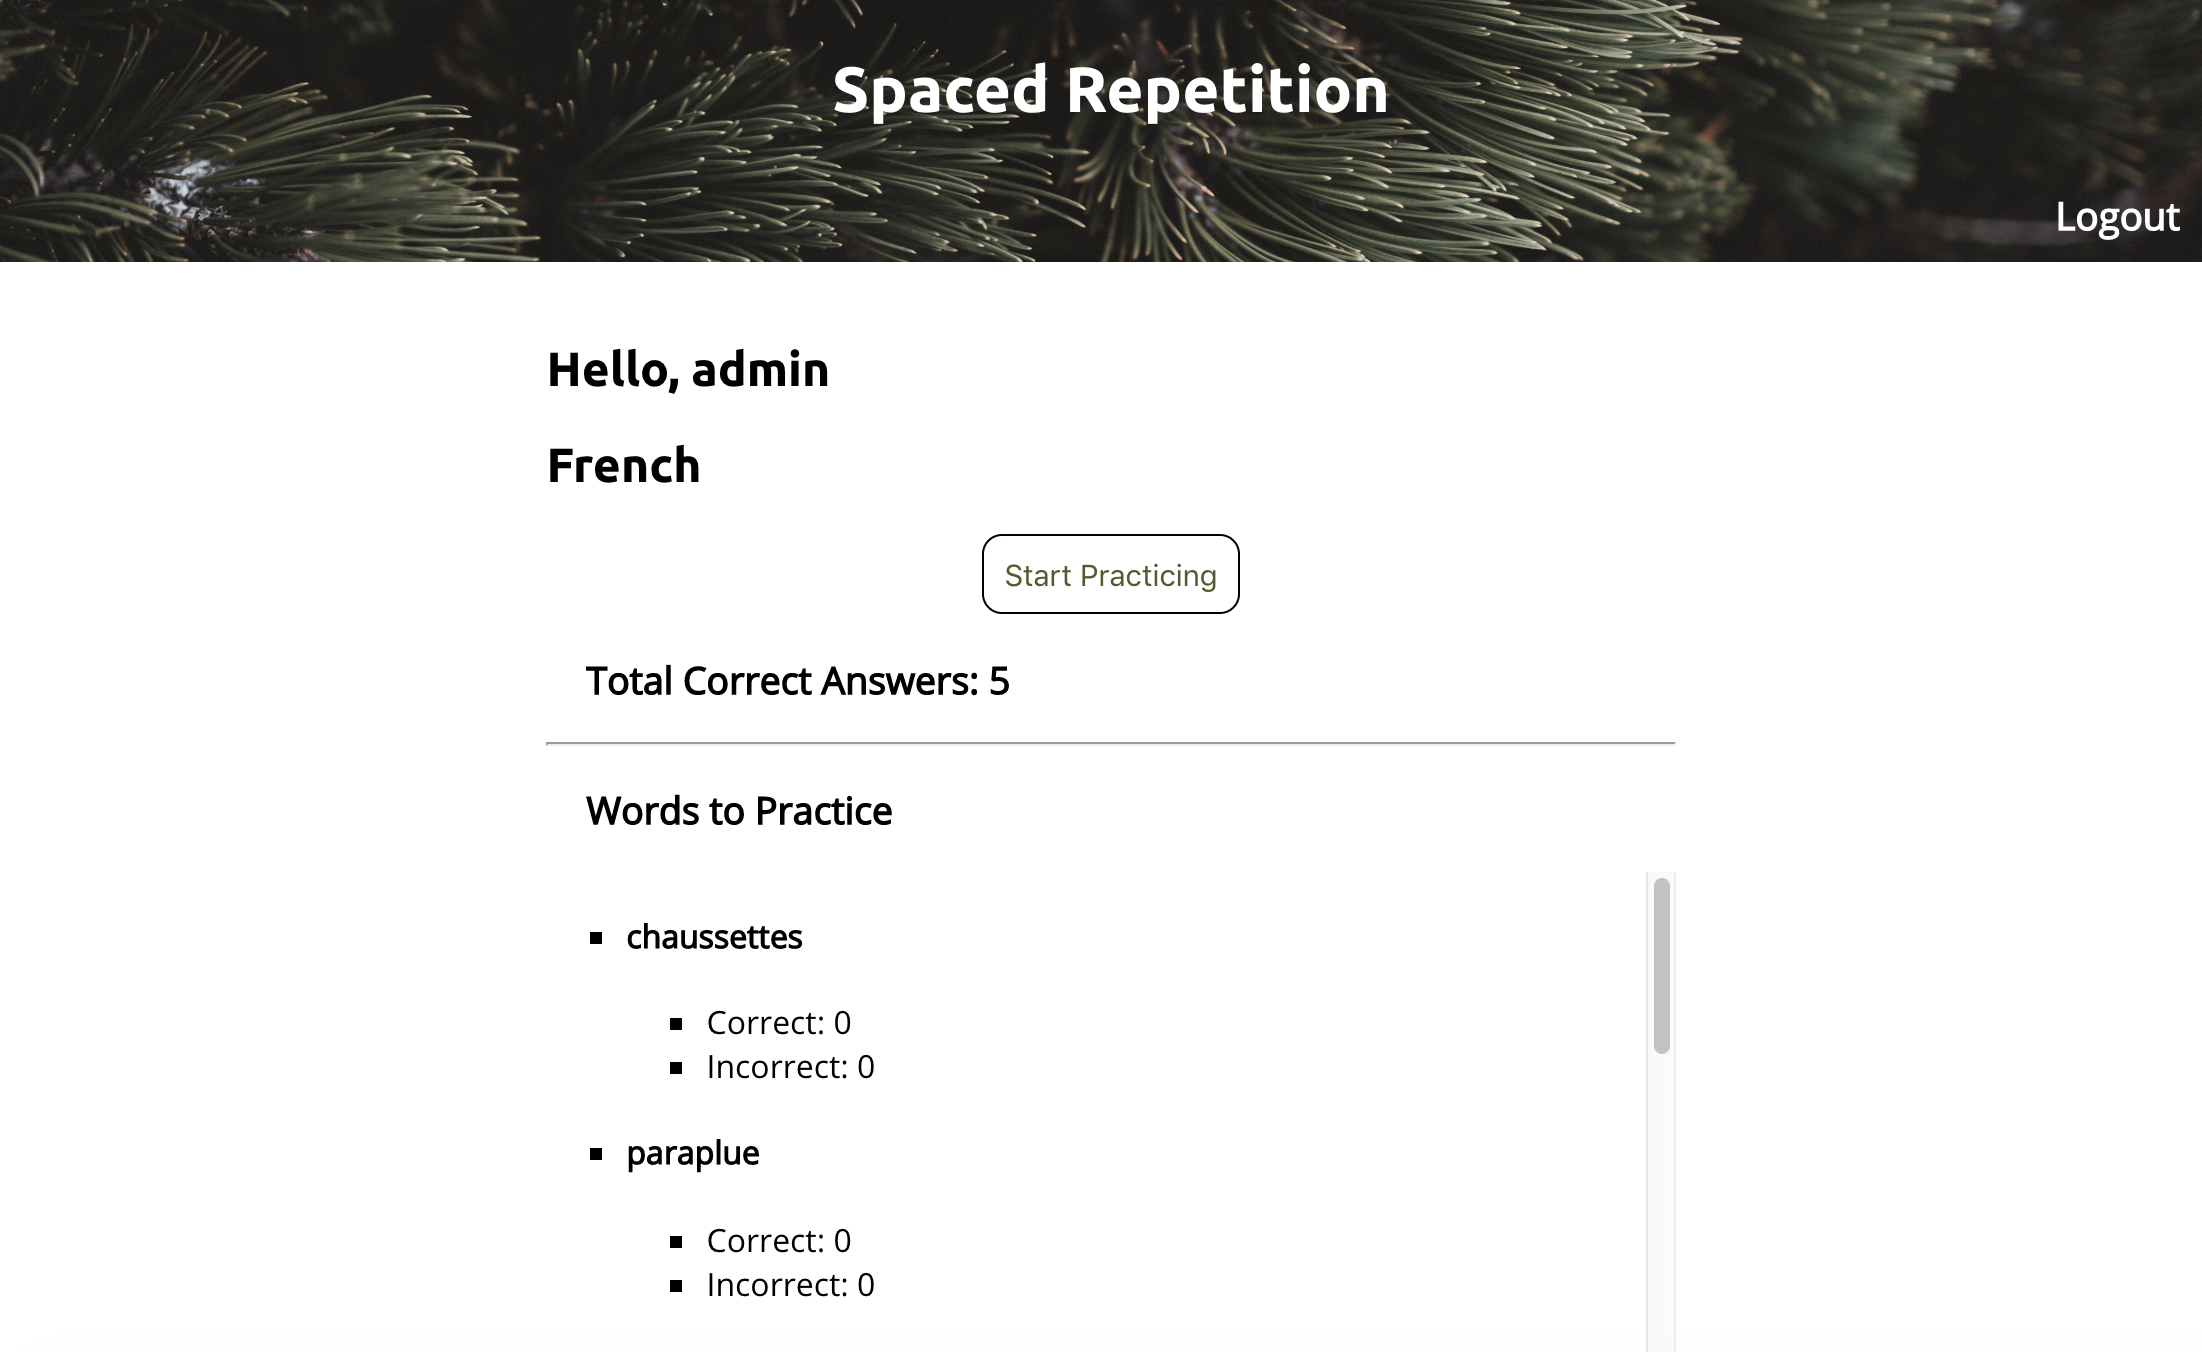 Spaced Repetition
Logout
Hello, admin
French
Start Practicing
Total Correct Answers: 5
Words to Practice
chaussettes
Correct: 0
Incorrect: 0
paraplue
Correct: 0
Incorrect: 0